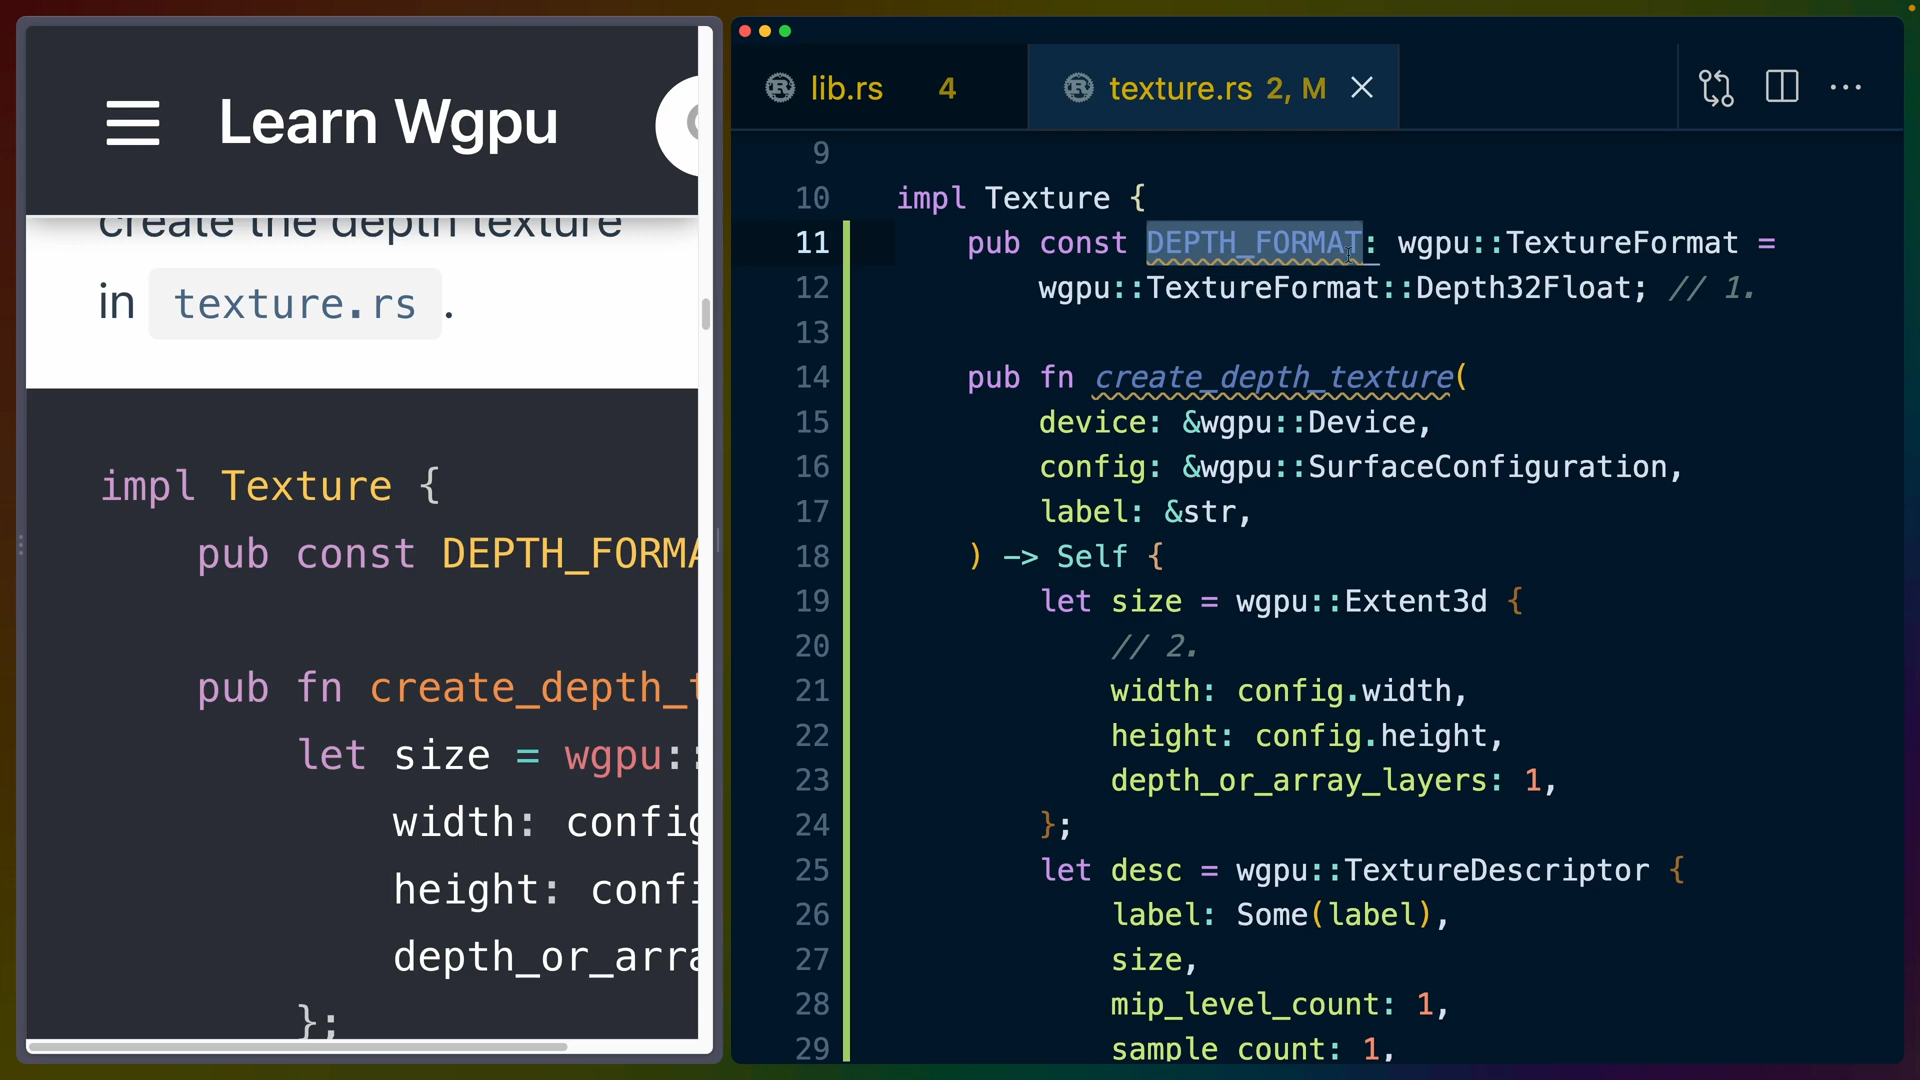 Learn Wgpu
create the depth texture
in texture.rs .
impl Texture {
pub const DEPTH_FORMA
pub fn create_depth_t
let size = wgpu::
width: config
height: confi
depth_or_arra
};
lib.rs 4
texture.rs 2, M
9
10 impl Texture {
11 pub const DEPTH_FORMAT: wgpu::TextureFormat =
12 wgpu::TextureFormat::Depth32Float; // 1.
13
14 pub fn create_depth_texture(
15 device: &wgpu::Device,
16 config: &wgpu::SurfaceConfiguration,
17 label: &str,
18 ) -> Self {
19 let size = wgpu::Extent3d {
20 // 2.
21 width: config.width,
22 height: config.height,
23 depth_or_array_layers: 1,
24 };
25 let desc = wgpu::TextureDescriptor {
26 label: Some(label),
27 size,
28 mip_level_count: 1,
29 sample_count: 1,